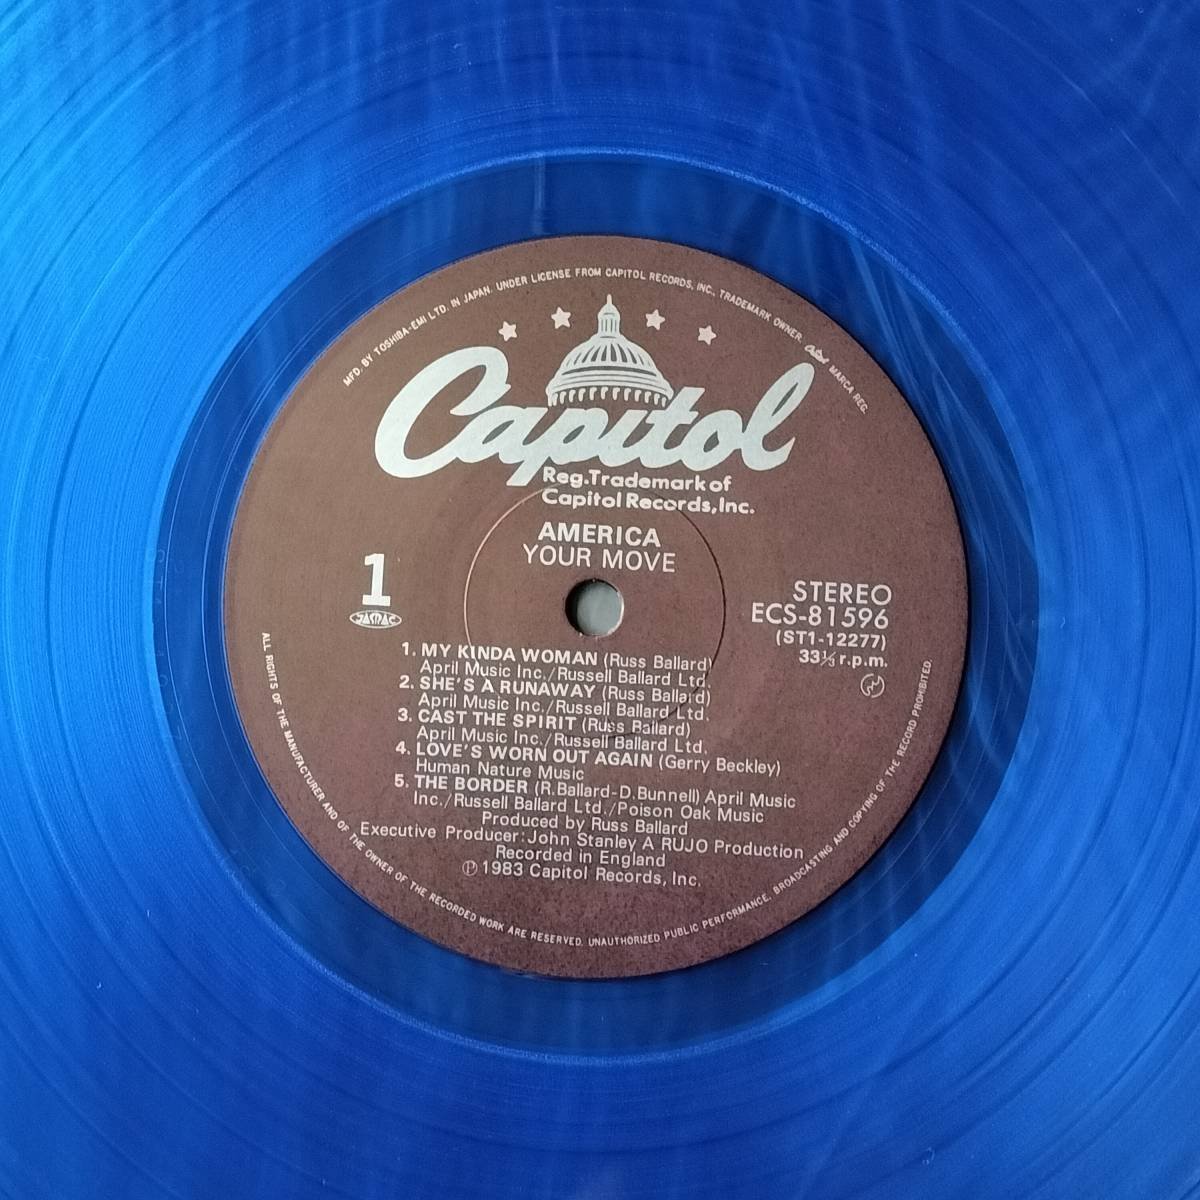 MFD. BY TOSHIBA-EMI LTD. IN JAPAN. UNDER LICENSE FROM CAPITOL RECORDS, INC., TRADEMARK OWNER. Capitol MARCA REG.
Capitol
Reg.Trademark of
Capitol Records,Inc.
AMERICA
YOUR MOVE
1
JASRAC
STEREO
ECS-81596
(ST1-12277)
33⅓ r.p.m.
1. MY KINDA WOMAN (Russ Ballard)
April Music Inc./Russell Ballard Ltd.
2. SHE'S A RUNAWAY (Russ Ballard)
April Music Inc./Russell Ballard Ltd.
3. CAST THE SPIRIT (Russ Ballard)
April Music Inc./Russell Ballard Ltd.
4. LOVE'S WORN OUT AGAIN (Gerry Beckley)
Human Nature Music
5. THE BORDER (R.Ballard-D.Bunnell) April Music
Inc./Russell Ballard Ltd./Poison Oak Music
Produced by Russ Ballard
Executive Producer: John Stanley A RUJO Production
Recorded in England
℗ 1983 Capitol Records, Inc.
ALL RIGHTS OF THE MANUFACTURER AND OF THE OWNER OF THE RECORDED WORK ARE RESERVED. UNAUTHORIZED PUBLIC PERFORMANCE, BROADCASTING AND COPYING OF THE RECORD PROHIBITED.